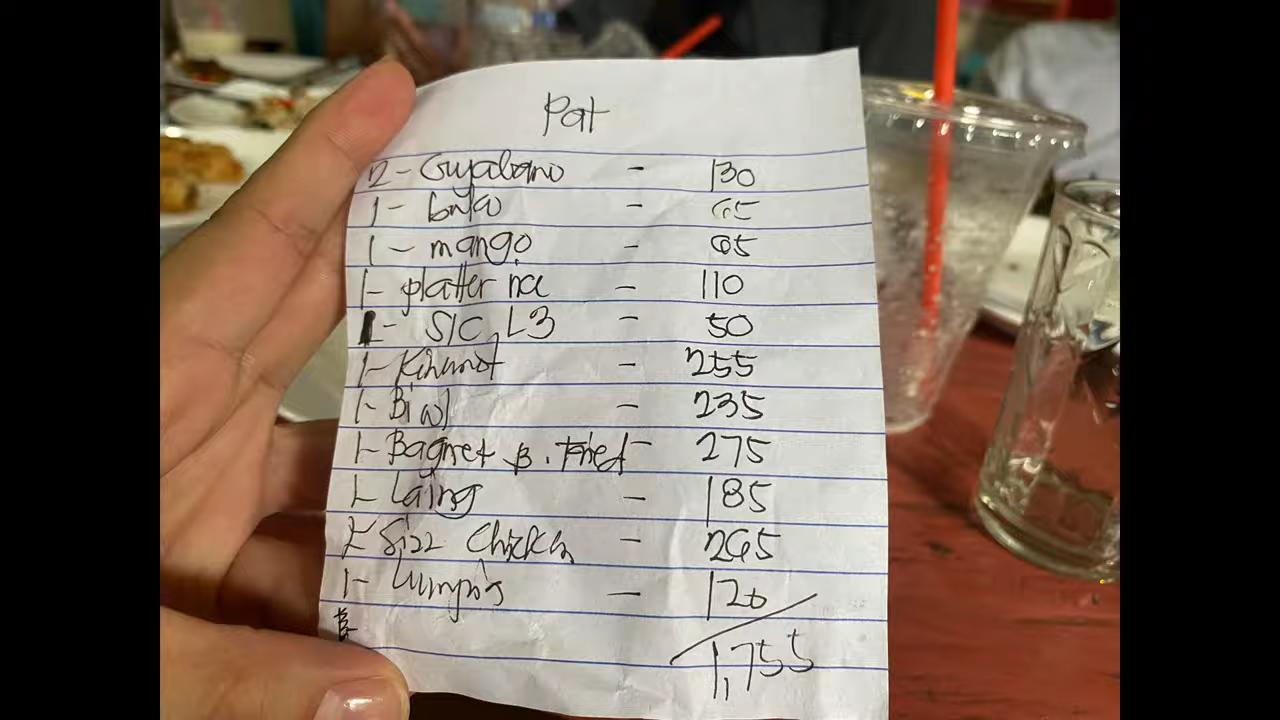 Pat
2- Guyabano - 130
1- buko - 65
1- mango - 65
1- platter rice - 110
1- S/C L3 - 50
1- Kinunot - 255
1- Bicol - 235
1- Bagnet B. - 275
1- Laing - 185
1- Sizz Chicken - 265
1- Lumpia - 120
1,755